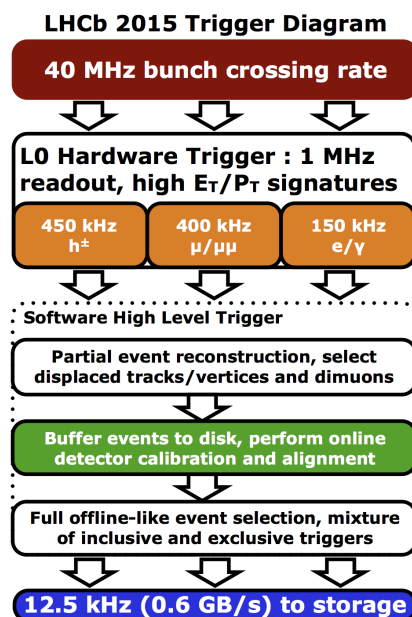 LHCb 2015 Trigger Diagram
40 MHz bunch crossing rate
L0 Hardware Trigger : 1 MHz
readout, high Eᴛ/Pᴛ signatures
450 kHz
h±
400 kHz
µ/µµ
150 kHz
e/γ
Software High Level Trigger
Partial event reconstruction, select
displaced tracks/vertices and dimuons
Buffer events to disk, perform online
detector calibration and alignment
Full offline-like event selection, mixture
of inclusive and exclusive triggers
12.5 kHz (0.6 GB/s) to storage